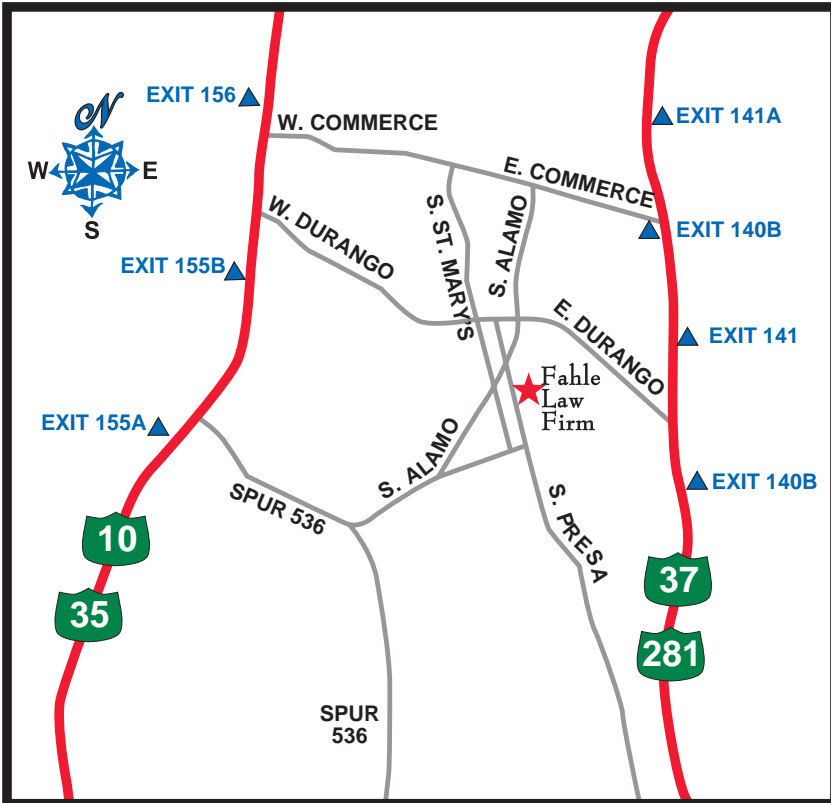 EXIT 156
N
EXIT 141A
W. COMMERCE
W
E
E. COMMERCE
S
S. ST. MARY'S
S. ALAMO
W. DURANGO
EXIT 140B
EXIT 155B
E. DURANGO
EXIT 141
Fahle
Law
Firm
EXIT 155A
S. ALAMO
SPUR 536
S. PRESA
EXIT 140B
10
37
35
281
SPUR
536